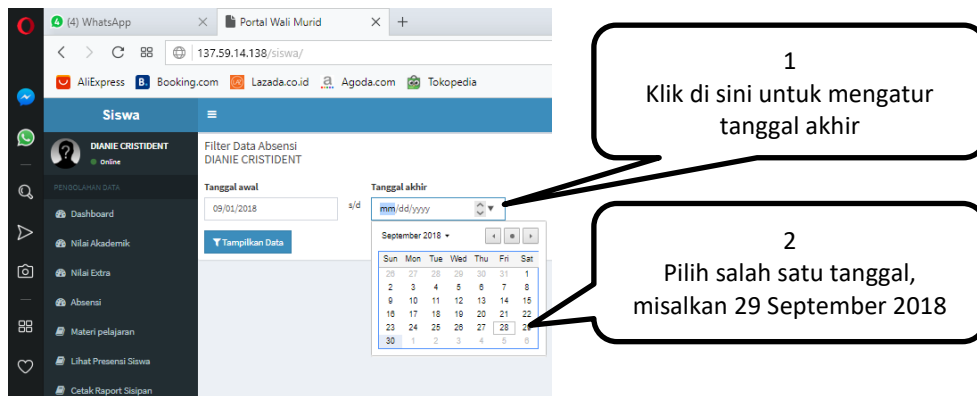 (4) WhatsApp
Portal Wali Murid
137.59.14.138/siswa/
AliExpress B. Booking.com Lazada.co.id a Agoda.com Tokopedia
Siswa
DIANIE CRISTIDENT
Online
PENGOLAHAN DATA
Dashboard
Nilai Akademik
Nilai Extra
Absensi
Materi pelajaran
Lihat Presensi Siswa
Cetak Raport Sisipan
Filter Data Absensi
DIANIE CRISTIDENT
Tanggal awal
09/01/2018
s/d
Tanggal akhir
mm/dd/yyyy
Tampilkan Data
September 2018
Sun Mon Tue Wed Thu Fri Sat
26 27 28 29 30 31 1
2 3 4 5 6 7 8
9 10 11 12 13 14 15
16 17 18 19 20 21 22
23 24 25 26 27 28 29
30 1 2 3 4 5 6
1
Klik di sini untuk mengatur
tanggal akhir
2
Pilih salah satu tanggal,
misalkan 29 September 2018